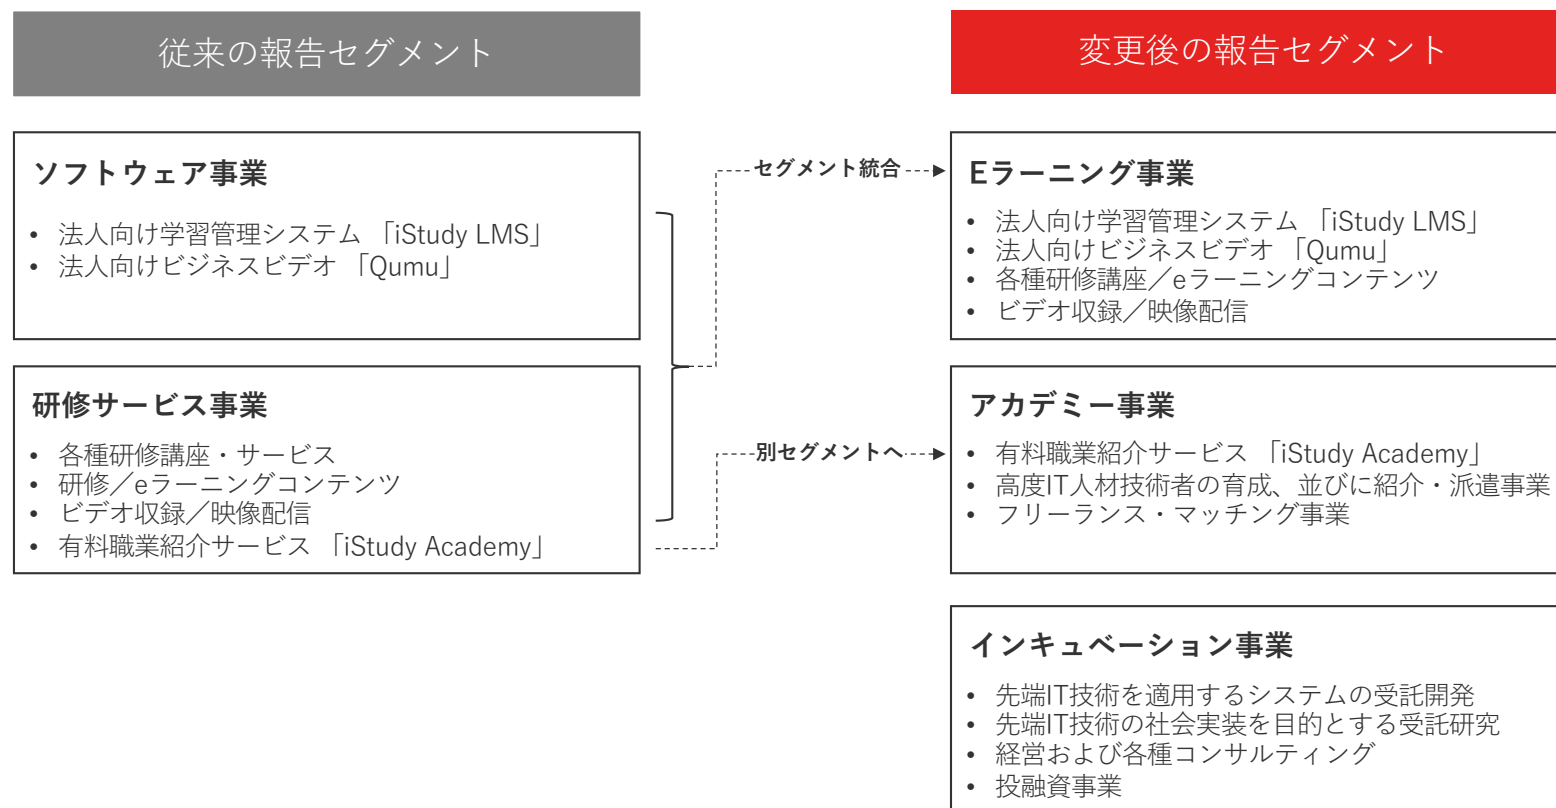 従来の報告セグメント
変更後の報告セグメント
ソフトウェア事業
• 法人向け学習管理システム 「iStudy LMS」
• 法人向けビジネスビデオ 「Qumu」
研修サービス事業
• 各種研修講座・サービス
• 研修／eラーニングコンテンツ
• ビデオ収録／映像配信
• 有料職業紹介サービス 「iStudy Academy」
セグメント統合
別セグメントへ
Eラーニング事業
• 法人向け学習管理システム 「iStudy LMS」
• 法人向けビジネスビデオ 「Qumu」
• 各種研修講座／eラーニングコンテンツ
• ビデオ収録／映像配信
アカデミー事業
• 有料職業紹介サービス 「iStudy Academy」
• 高度IT人材技術者の育成、並びに紹介・派遣事業
• フリーランス・マッチング事業
インキュベーション事業
• 先端IT技術を適用するシステムの受託開発
• 先端IT技術の社会実装を目的とする受託研究
• 経営および各種コンサルティング
• 投融資事業